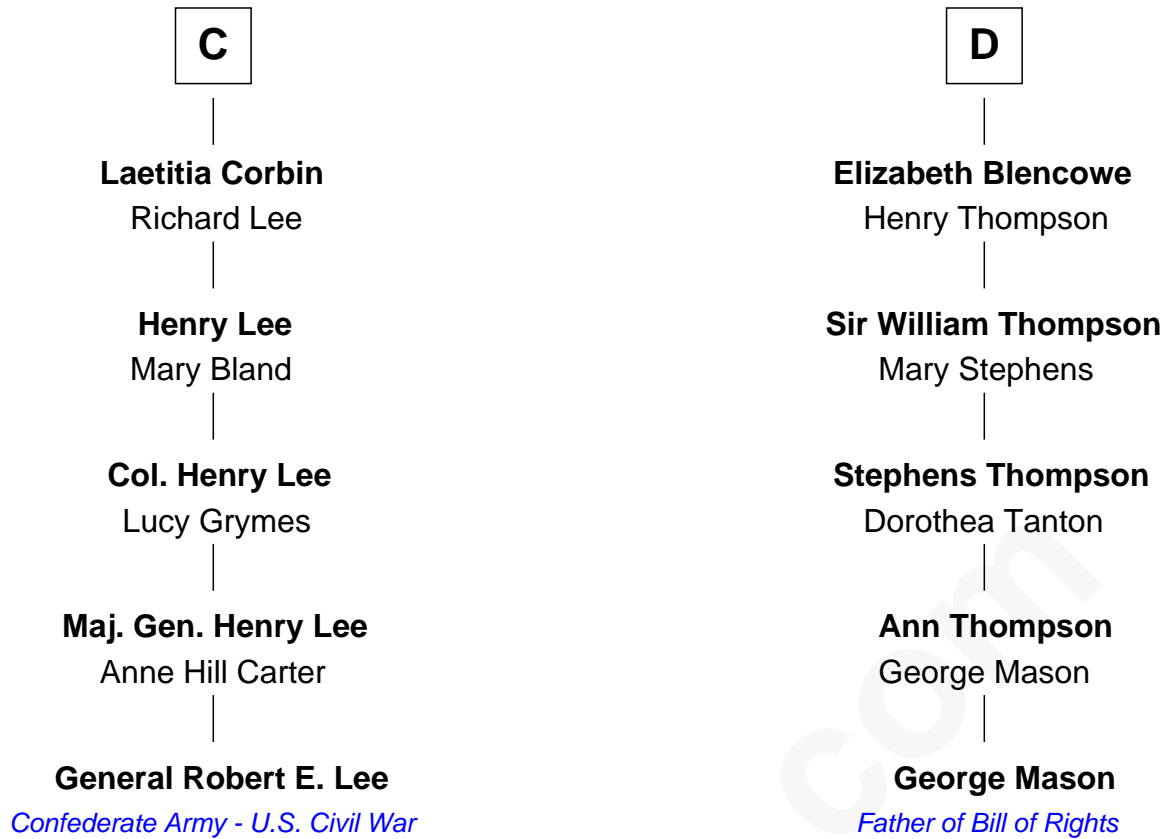 C
Laetitia Corbin
Richard Lee
Henry Lee
Mary Bland
Col. Henry Lee
Lucy Grymes
Maj. Gen. Henry Lee
Anne Hill Carter
General Robert E. Lee
Confederate Army - U.S. Civil War
D
Elizabeth Blencowe
Henry Thompson
Sir William Thompson
Mary Stephens
Stephens Thompson
Dorothea Tanton
Ann Thompson
George Mason
George Mason
Father of Bill of Rights
com